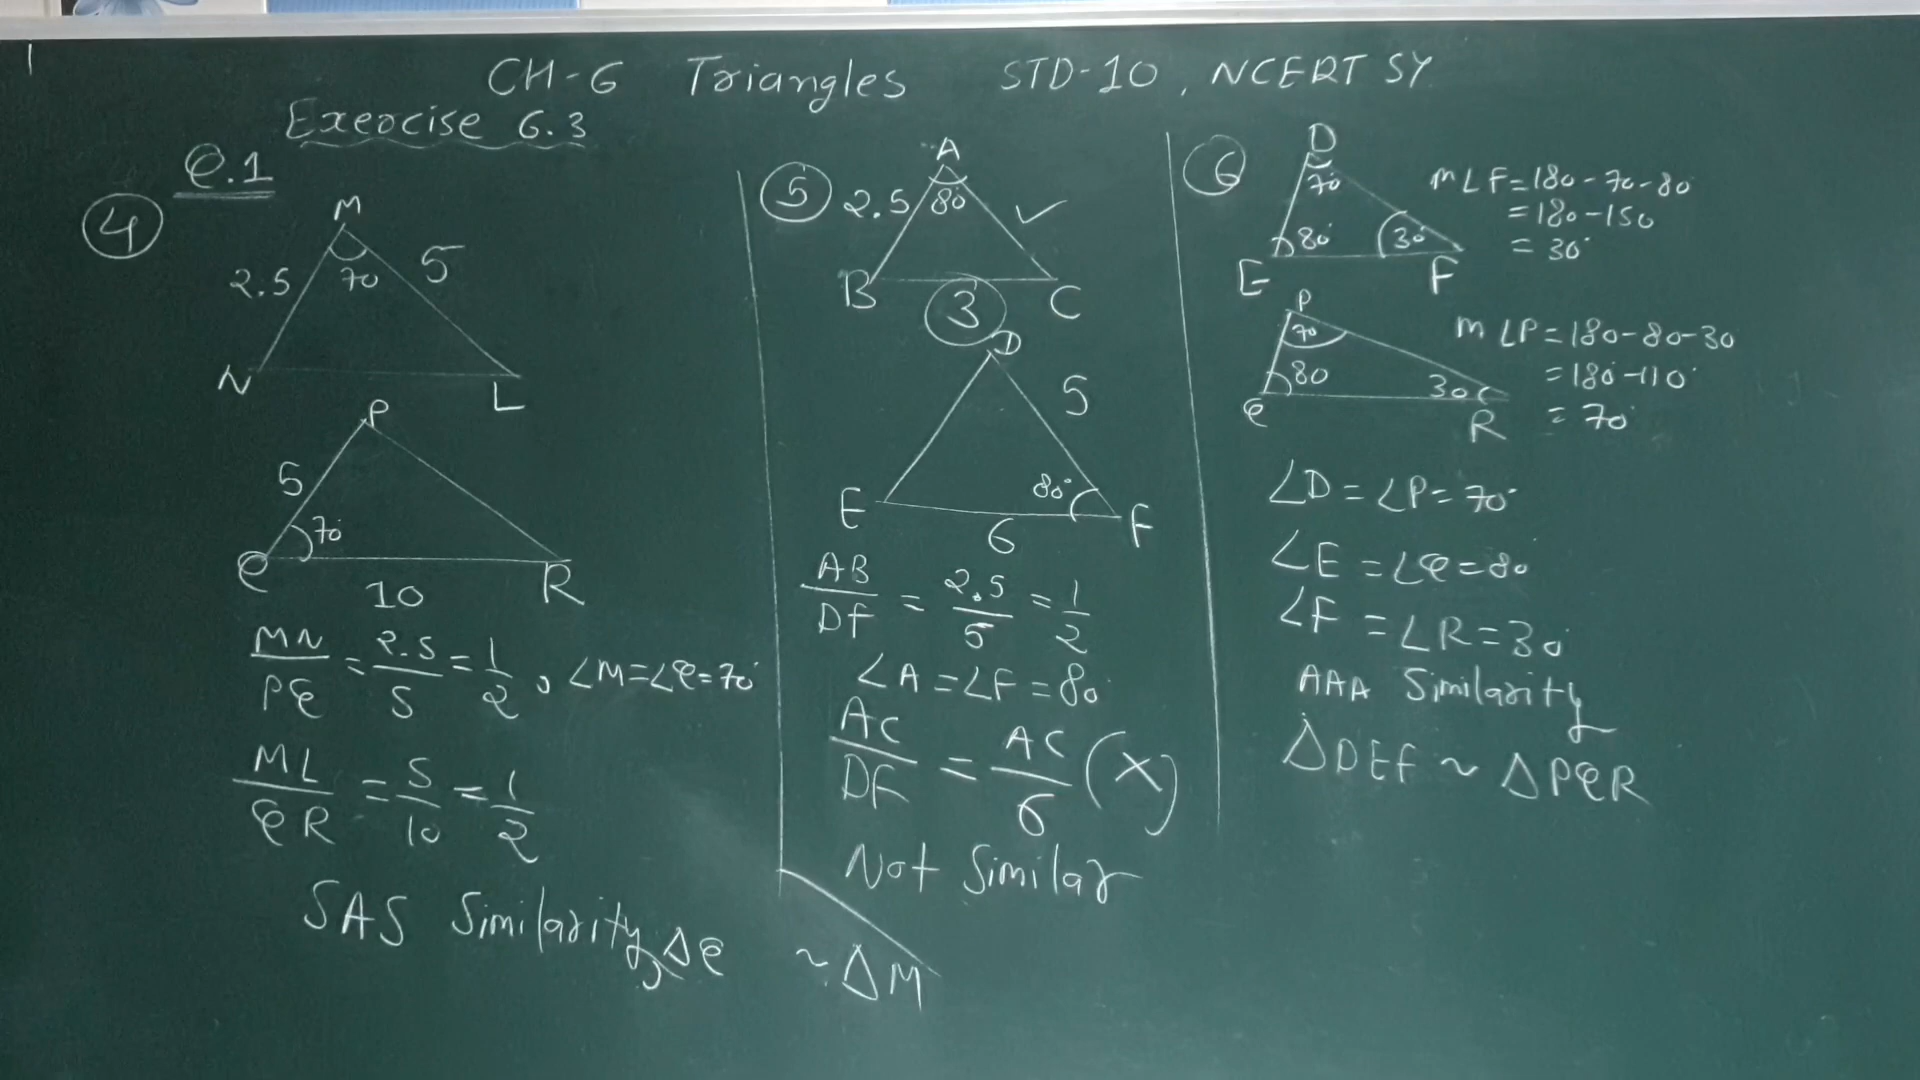 CH-6 Triangles STD-10, NCERT SY
Exercise 6.3
Q.1
4
M
2.5
70
5
N
L
P
5
70°
Q
10
R
MN/PQ = 2.5/5 = 1/2, ∠M=∠Q=70°
ML/QR = 5/10 = 1/2
SAS Similarity, ΔQ ~ ΔM
5
A
2.5
80
✓
B
3
C
D
5
E
80°
6
F
AB/DF = 2.5/5 = 1/2
∠A = ∠F = 80°
AC/DF = AC/6 (×)
Not Similar
6
D
70°
80°
30°
E
F
m∠F = 180-70-80
= 180-150
= 30°
P
70
80
30
Q
R
m∠P = 180-80-30
= 180-110°
= 70°
∠D = ∠P = 70°
∠E = ∠Q = 80
∠F = ∠R = 30°
AAA Similarity
ΔDEF ~ ΔPQR